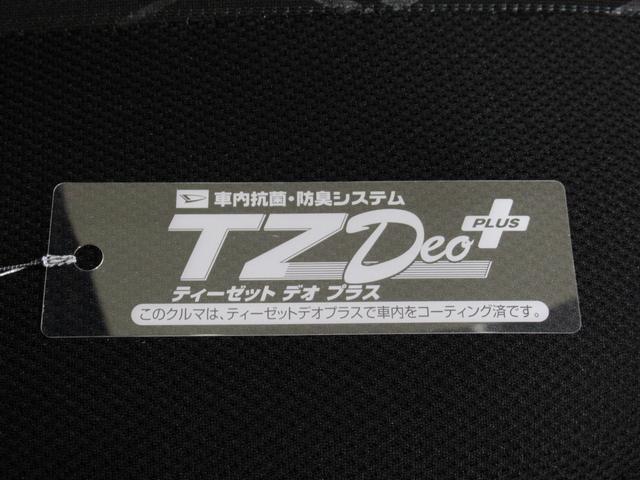 車内抗菌・防臭システム
TZ Deo PLUS
ティーゼット デオ プラス
このクルマは、ティーゼットデオプラスで車内をコーティング済です。